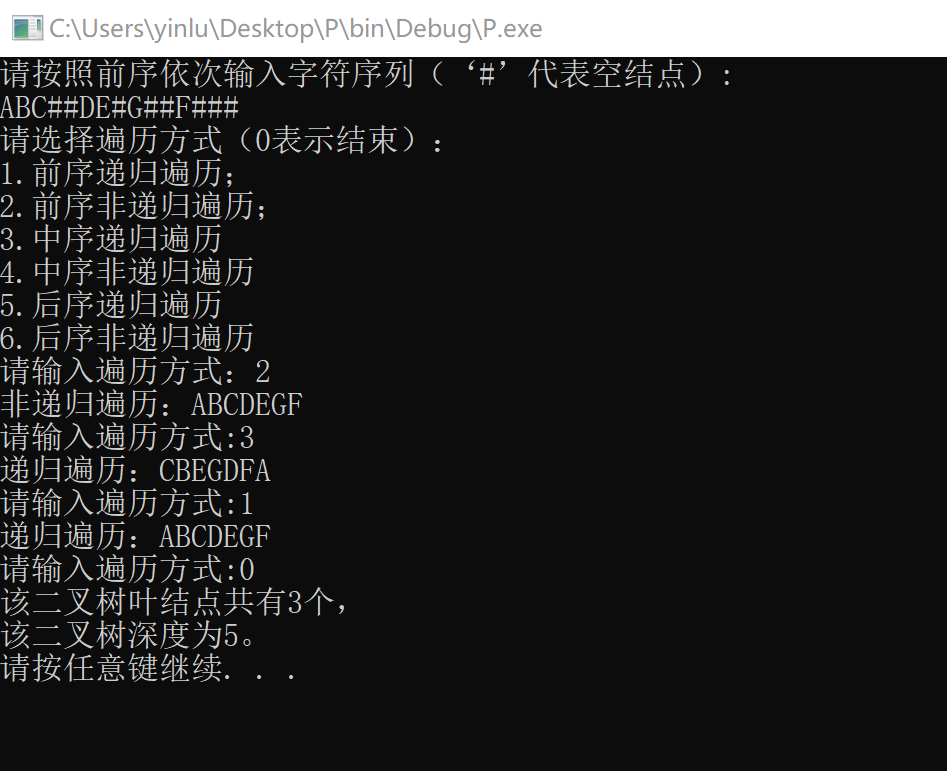 C:\Users\yinlu\Desktop\P\bin\Debug\P.exe
请按照前序依次输入字符序列（‘#’代表空结点）:
ABC##DE#G##F###
请选择遍历方式（0表示结束）:
1.前序递归遍历;
2.前序非递归遍历;
3.中序递归遍历
4.中序非递归遍历
5.后序递归遍历
6.后序非递归遍历
请输入遍历方式：2
非递归遍历：ABCDEGF
请输入遍历方式:3
递归遍历：CBEGDFA
请输入遍历方式:1
递归遍历：ABCDEGF
请输入遍历方式:0
该二叉树叶结点共有3个，
该二叉树深度为5。
请按任意键继续. . .